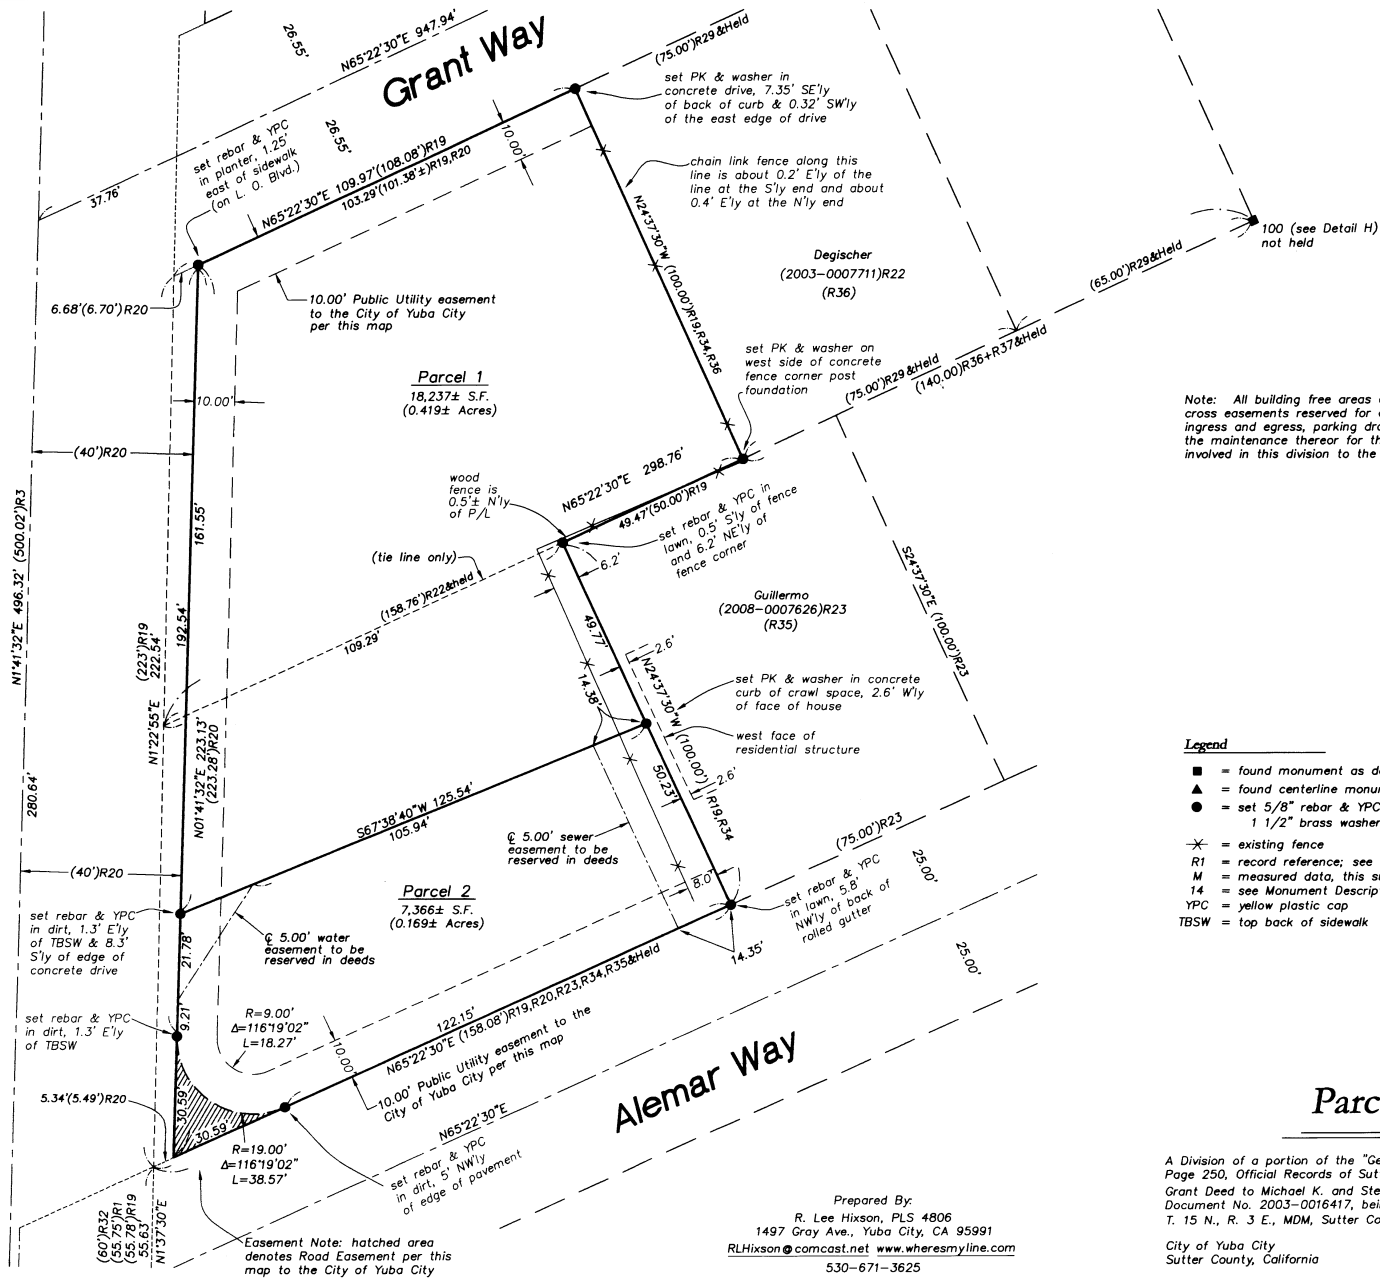 26.55'
N65°22'30"E 947.94'
Grant Way
(75.00')R29&Held
set PK & washer in
concrete drive, 7.35' SE'ly
of back of curb & 0.32' SW'ly
of the east edge of drive
set rebar & YPC
in planter, 1.25'
east of sidewalk
(on L. O. Blvd.)
26.55'
10.00'
37.76'
N65°22'30"E 109.97'(108.08')R19
103.29'(101.38'±)R19,R20
chain link fence along this
line is about 0.2' E'ly of the
line at the S'ly end and about
0.4' E'ly at the N'ly end
N24°37'30"W (100.00')R19,R34,R36
Degischer
(2003-0007711)R22
(R36)
100 (see Detail H)
not held
(65.00')R29&Held
6.68'(6.70')R20
10.00' Public Utility easement
to the City of Yuba City
per this map
Parcel 1
18,237± S.F.
(0.419± Acres)
set PK & washer on
west side of concrete
fence corner post
foundation
(75.00')R29&Held
(140.00)R36+R37&Held
10.00'
(40')R20
Note: All building free areas
cross easements reserved for
ingress and egress, parking
the maintenance thereof for
involved in this division to the
wood
fence is
0.5'± N'ly
of P/L
N65°22'30"E 298.76'
49.47'(50.00')R19
set rebar & YPC in
lawn, 0.5' S'ly of fence
and 6.2' NE'ly of
fence corner
161.55'
N1°41'32"E 496.32' (500.02')R3
(tie line only)
6.2'
(158.76')R22&held
109.29'
192.54'
(223')R19
222.54'
N1°22'55"E
Guillermo
(2008-0007626)R23
(R35)
S24°37'30"E (100.00')R23
49.77'
2.6'
14.38'
N24°37'30"W (100.00') R19,R34
set PK & washer in concrete
curb of crawl space, 2.6' W'ly
of face of house
west face of
residential structure
2.6'
50.23'
N01°41'32"E 223.13'
(223.28')R20
280.64'
S67°38'40"W 125.54'
105.94'
℄ 5.00' sewer
easement to be
reserved in deeds
(75.00')R23
25.00'
(40')R20
Parcel 2
7,366± S.F.
(0.169± Acres)
8.0'
set rebar & YPC
in lawn, 5.8'
NW'ly of back of
rolled gutter
set rebar & YPC
in dirt, 1.3' E'ly
of TBSW & 8.3'
S'ly of edge of
concrete drive
℄ 5.00' water
easement to be
reserved in deeds
21.78'
14.35'
25.00'
set rebar & YPC
in dirt, 1.3' E'ly
of TBSW
9.21'
R=9.00'
Δ=116°19'02"
L=18.27'
122.15'
N65°22'30"E (158.08')R19,R20,R23,R34,R35&Held
10.00'
10.00' Public Utility easement to the
City of Yuba City per this map
Alemar Way
5.34'(5.49')R20
30.59'
30.59'
R=19.00'
Δ=116°19'02"
L=38.57'
N65°22'30"E
set rebar & YPC
in dirt, 5' NW'ly
of edge of pavement
(60')R32
(55.75')R1
(55.78')R19
55.63'
N1°37'30"E
Easement Note: hatched area
denotes Road Easement per this
map to the City of Yuba City
Legend
■ = found monument as
▲ = found centerline
● = set 5/8" rebar & YPC
1 1/2" brass washer
= existing fence
R1 = record reference; see
M = measured data, this
14 = see Monument
YPC = yellow plastic cap
TBSW = top back of sidewalk
Prepared By:
R. Lee Hixson, PLS 4806
1497 Gray Ave., Yuba City, CA 95991
RLHixson@comcast.net www.wheresmyline.com
530-671-3625
Parc
A Division of a portion of the
Page 250, Official Records of
Grant Deed to Michael K. and
Document No. 2003-0016417,
T. 15 N., R. 3 E., MDM, Sutter
City of Yuba City
Sutter County, California